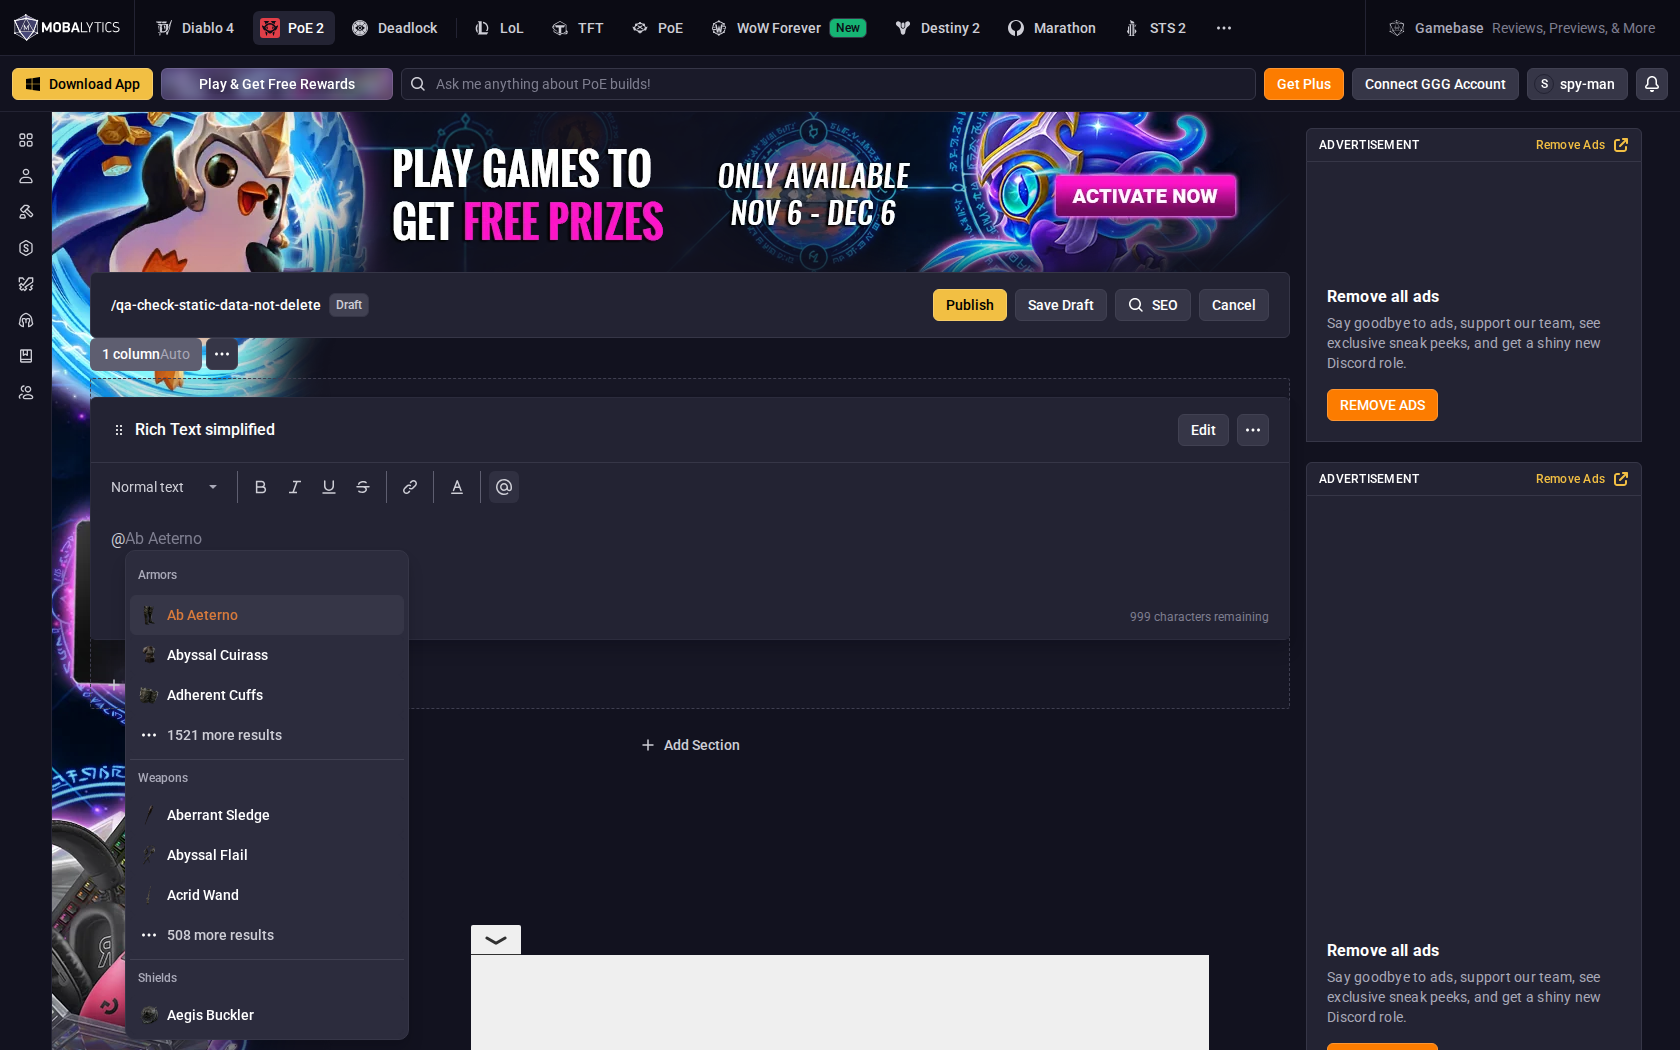 MOBALYTICS
Diablo 4
PoE 2
Deadlock
LoL
TFT
PoE
WoW Forever New
Destiny 2
Marathon
STS 2
Gamebase Reviews, Previews, & More
Download App
Play & Get Free Rewards
Ask me anything about PoE builds!
Get Plus
Connect GGG Account
S spy-man
PLAY GAMES TO
GET FREE PRIZES
ONLY AVAILABLE
NOV 6 - DEC 6
ACTIVATE NOW
/qa-check-static-data-not-delete Draft
Publish
Save Draft
SEO
Cancel
1 columnAuto
Rich Text simplified
Edit
Normal text
B I U S A @
@Ab Aeterno
Armors
Ab Aeterno
Abyssal Cuirass
Adherent Cuffs
1521 more results
Weapons
Aberrant Sledge
Abyssal Flail
Acrid Wand
508 more results
Shields
Aegis Buckler
999 characters remaining
Add Section
ADVERTISEMENT
Remove Ads
Remove all ads
Say goodbye to ads, support our team, see
exclusive sneak peeks, and get a shiny new
Discord role.
REMOVE ADS
ADVERTISEMENT
Remove Ads
Remove all ads
Say goodbye to ads, support our team, see
exclusive sneak peeks, and get a shiny new
Discord role.